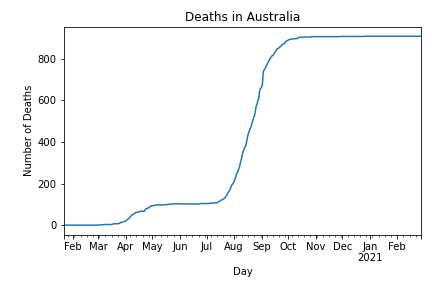 Deaths in Australia
Number of Deaths
800
600
400
200
0
Feb Mar Apr May Jun Jul Aug Sep Oct Nov Dec Jan Feb
2021
Day